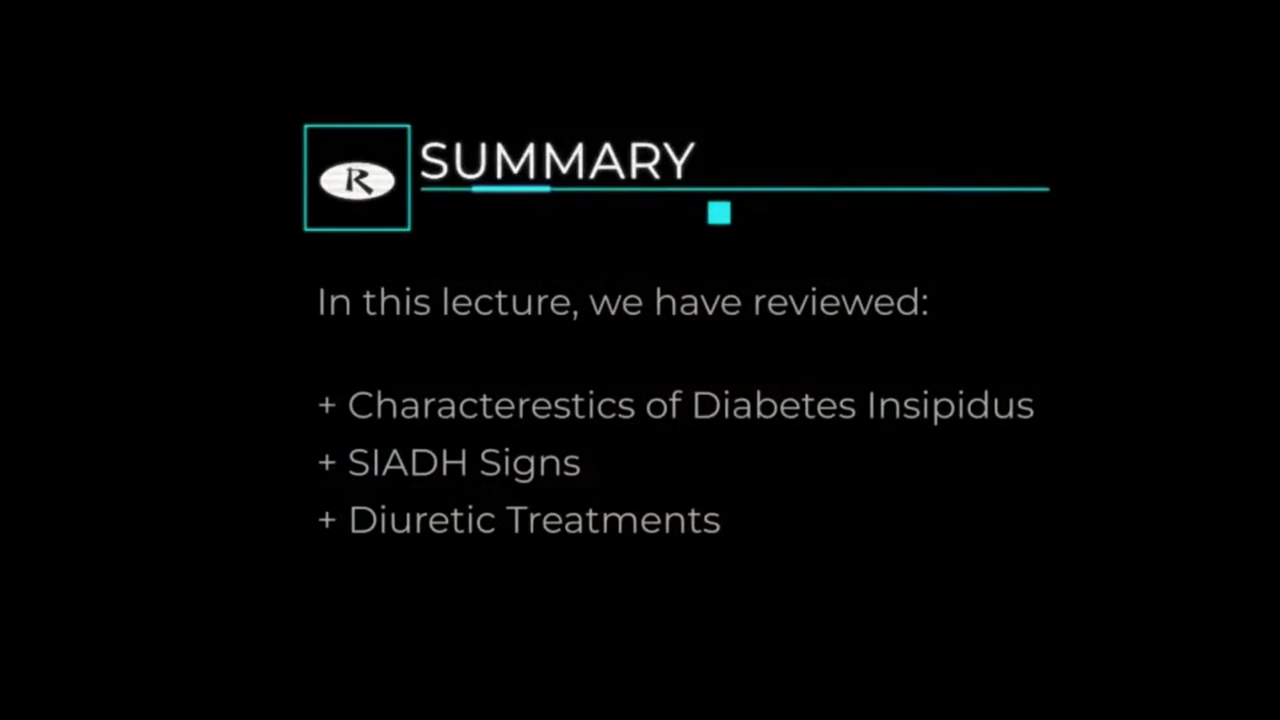 R
SUMMARY
In this lecture, we have reviewed:
+ Characterestics of Diabetes Insipidus
+ SIADH Signs
+ Diuretic Treatments